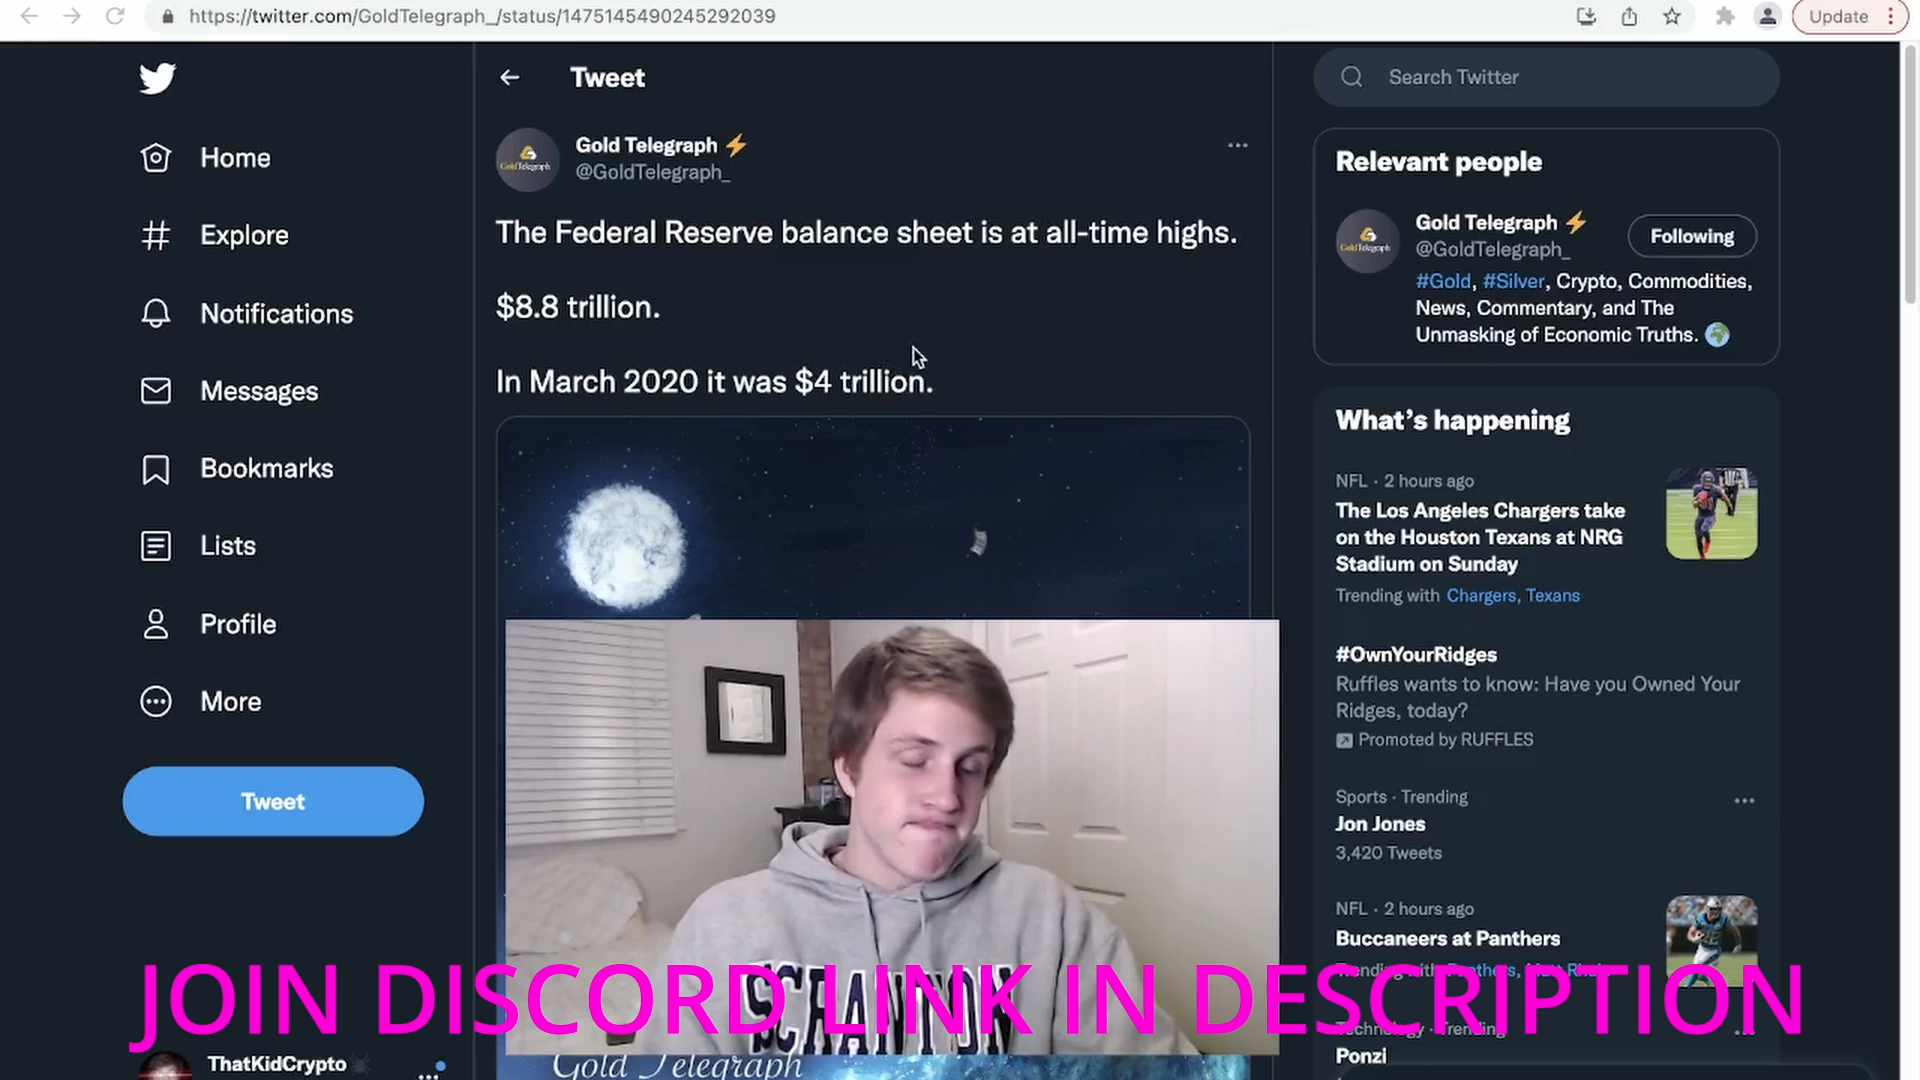 https://twitter.com/GoldTelegraph_/status/1475145490245292039
Update
Home
Explore
Notifications
Messages
Bookmarks
Lists
Profile
More
Tweet
ThatKidCrypto
Tweet
Gold Telegraph
@GoldTelegraph_
The Federal Reserve balance sheet is at all-time highs.
$8.8 trillion.
In March 2020 it was $4 trillion.
SCRANTON
Gold Telegraph
JOIN DISCORD LINK IN DESCRIPTION
Search Twitter
Relevant people
Gold Telegraph
@GoldTelegraph_
Following
#Gold, #Silver, Crypto, Commodities,
News, Commentary, and The
Unmasking of Economic Truths.
What's happening
NFL · 2 hours ago
The Los Angeles Chargers take
on the Houston Texans at NRG
Stadium on Sunday
Trending with Chargers, Texans
#OwnYourRidges
Ruffles wants to know: Have you Owned Your
Ridges, today?
Promoted by RUFFLES
Sports · Trending
Jon Jones
3,420 Tweets
NFL · 2 hours ago
Buccaneers at Panthers
Trending with Panthers,
Technology · Trending
Ponzi